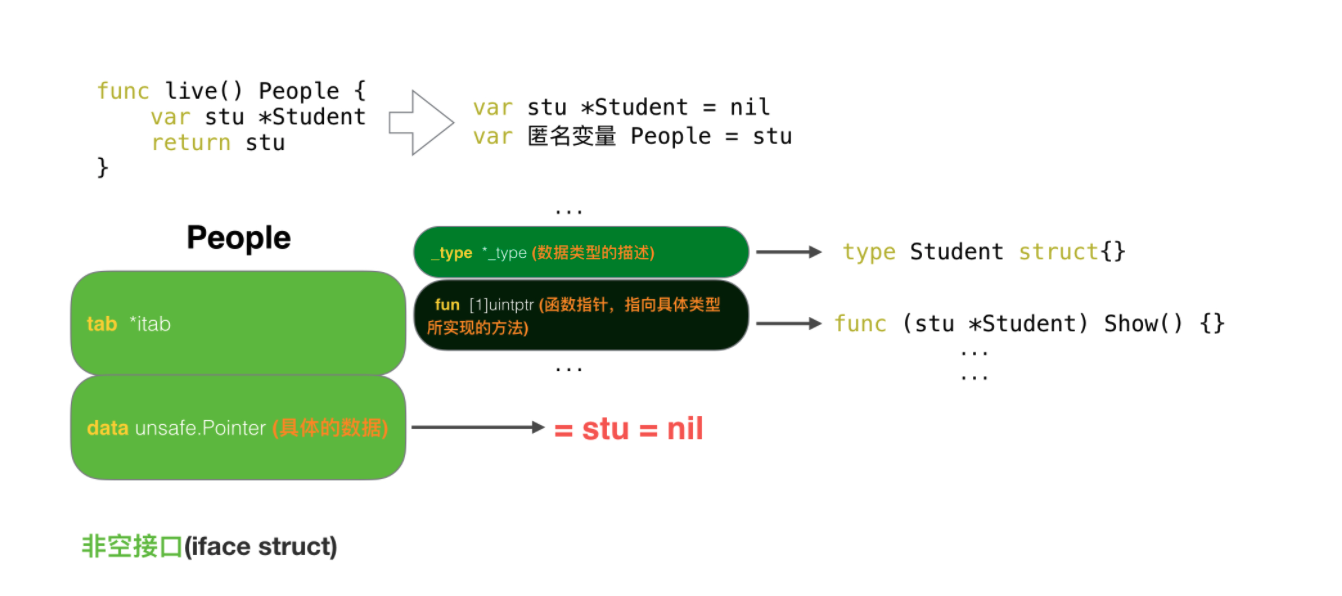 func live() People {
    var stu *Student
    return stu
}
var stu *Student = nil
var 匿名变量 People = stu
People
tab *itab
data unsafe.Pointer (具体的数据)
...
_type *_type (数据类型的描述)
fun [1]uintptr (函数指针，指向具体类型
所实现的方法)
...
= stu = nil
type Student struct{}
func (stu *Student) Show() {}
...
...
非空接口(iface struct)